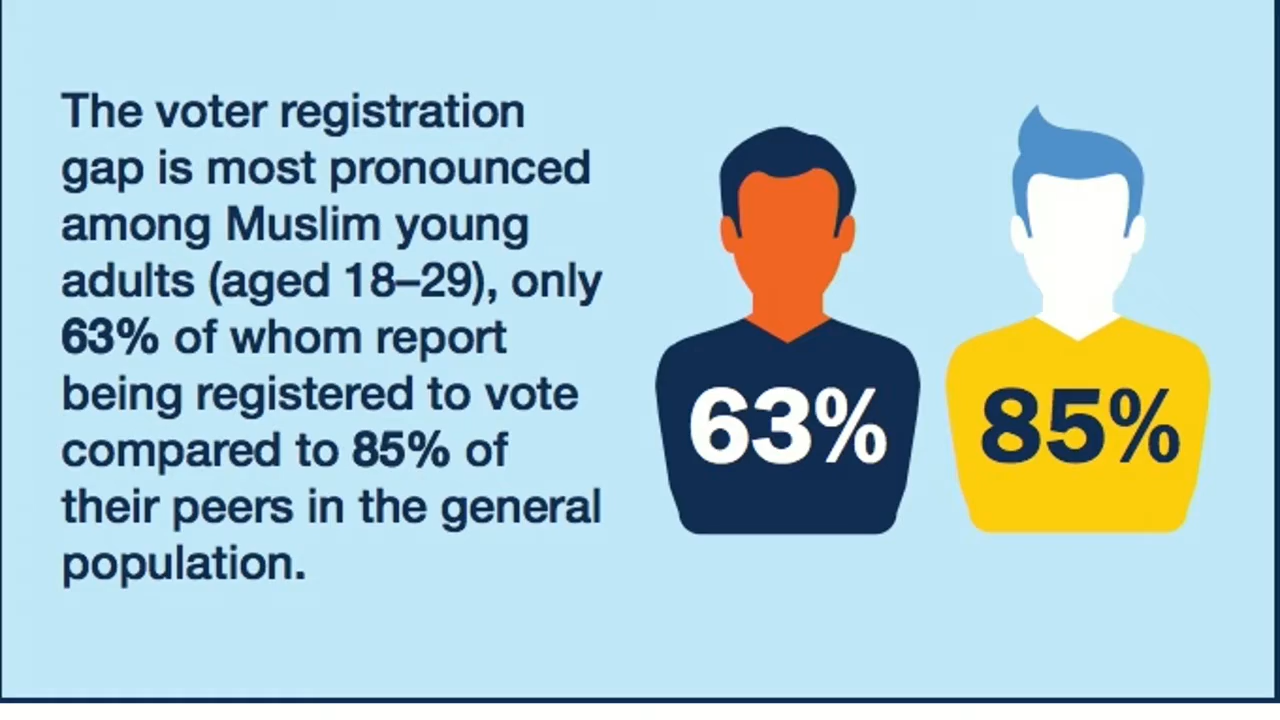 The voter registration
gap is most pronounced
among Muslim young
adults (aged 18–29), only
63% of whom report
being registered to vote
compared to 85% of
their peers in the general
population.
63%
85%